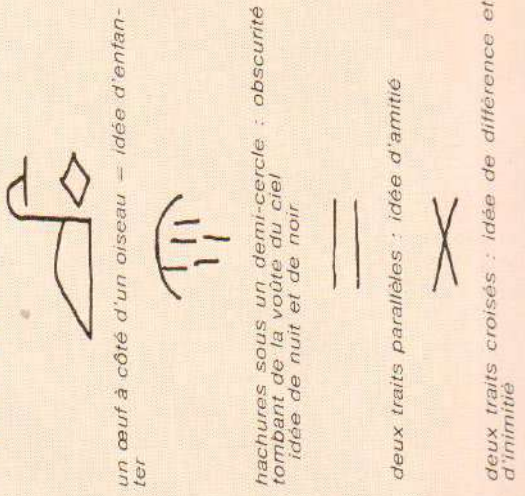 un œuf à côté d'un oiseau = idée d'enfan-
ter
hachures sous un demi-cercle : obscurité
tombant de la voûte du ciel
idée de nuit et de noir
deux traits parallèles : idée d'amitié
deux traits croisés : idée de différence et
d'inimitié